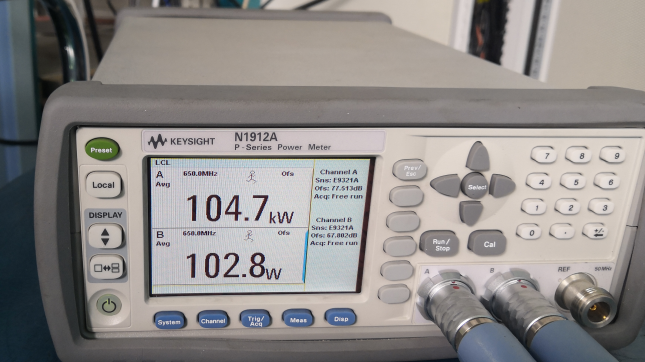 KEYSIGHT N1912A
P-Series Power Meter
Preset
LCL
A 650.0MHz Ofs
Avg
104.7kW
Channel A
Sns: E9321A
Ofs: 77.513dB
Acq: Free run
B 650.0MHz Ofs
Avg
102.8W
Channel B
Sns: E9321A
Ofs: 67.802dB
Acq: Free run
Local
DISPLAY
Prev/
Esc
Select
Run/
Stop
Cal
7 8 9
4 5 6
1 2 3
0 .
A B REF 50MHz
System Channel Trig/
Acq Meas Disp